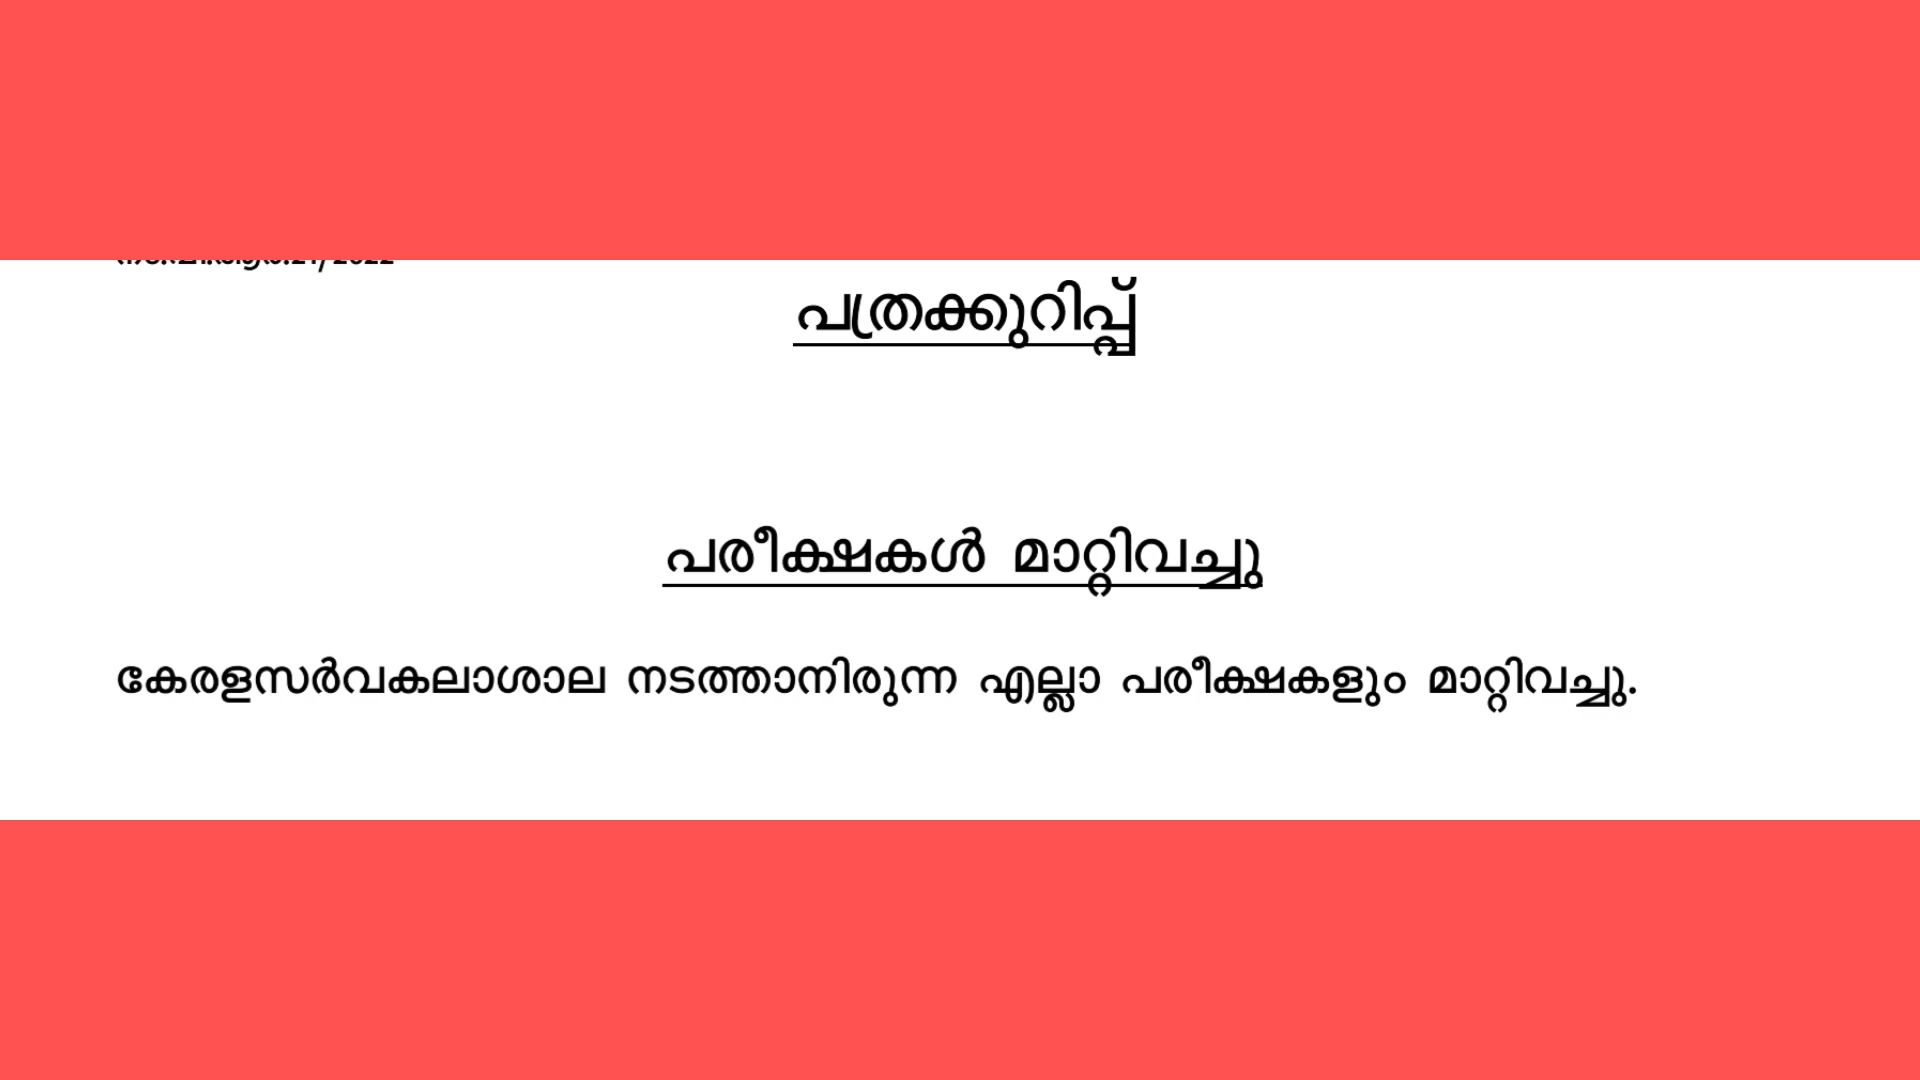 പത്രക്കുറിപ്പ്
പരീക്ഷകൾ മാറ്റിവച്ചു
കേരളസർവകലാശാല നടത്താനിരുന്ന എല്ലാ പരീക്ഷകളും മാറ്റിവച്ചു.